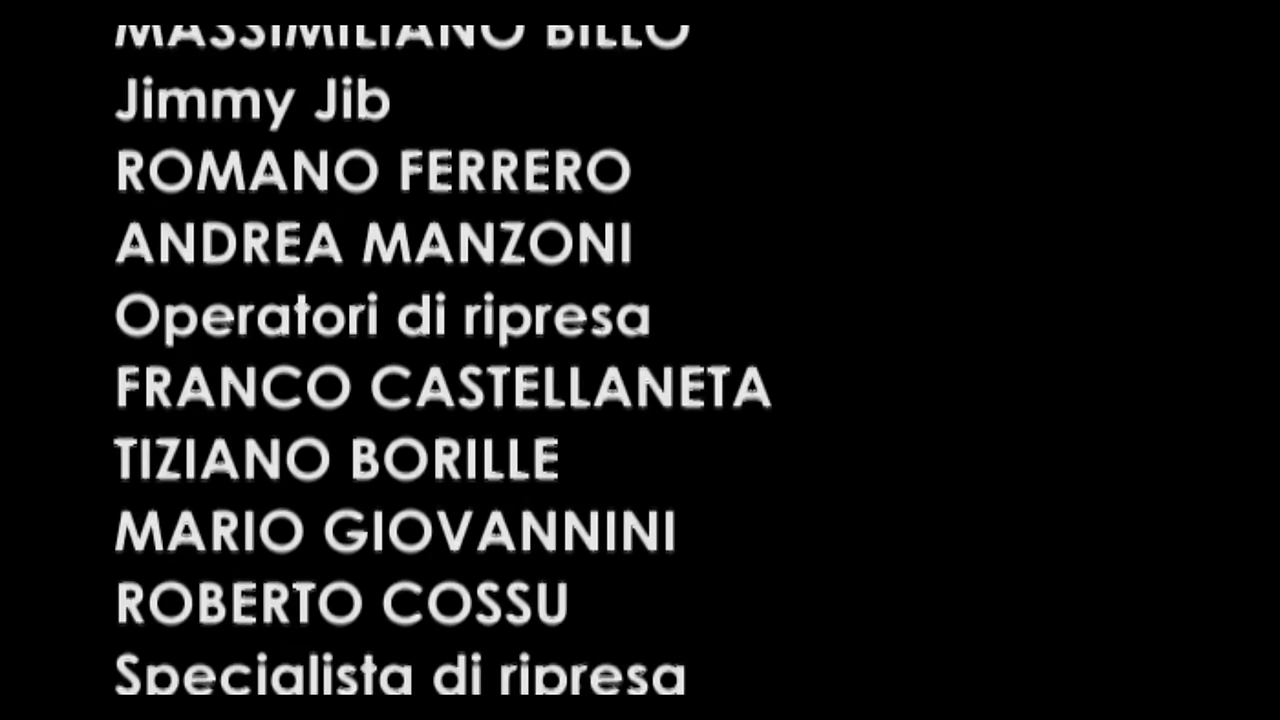 MASSIMILIANO BILLO
Jimmy Jib
ROMANO FERRERO
ANDREA MANZONI
Operatori di ripresa
FRANCO CASTELLANETA
TIZIANO BORILLE
MARIO GIOVANNINI
ROBERTO COSSU
Specialista di ripresa